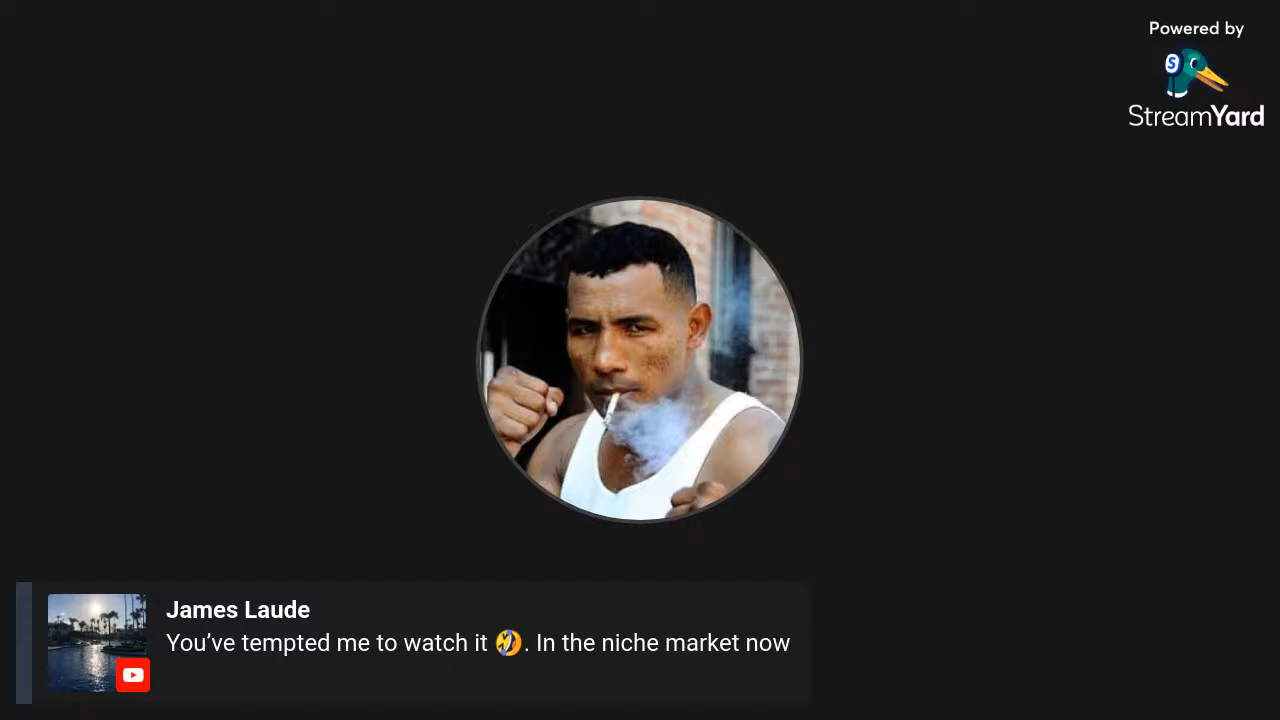 Powered by
StreamYard
James Laude
You’ve tempted me to watch it 🤣. In the niche market now